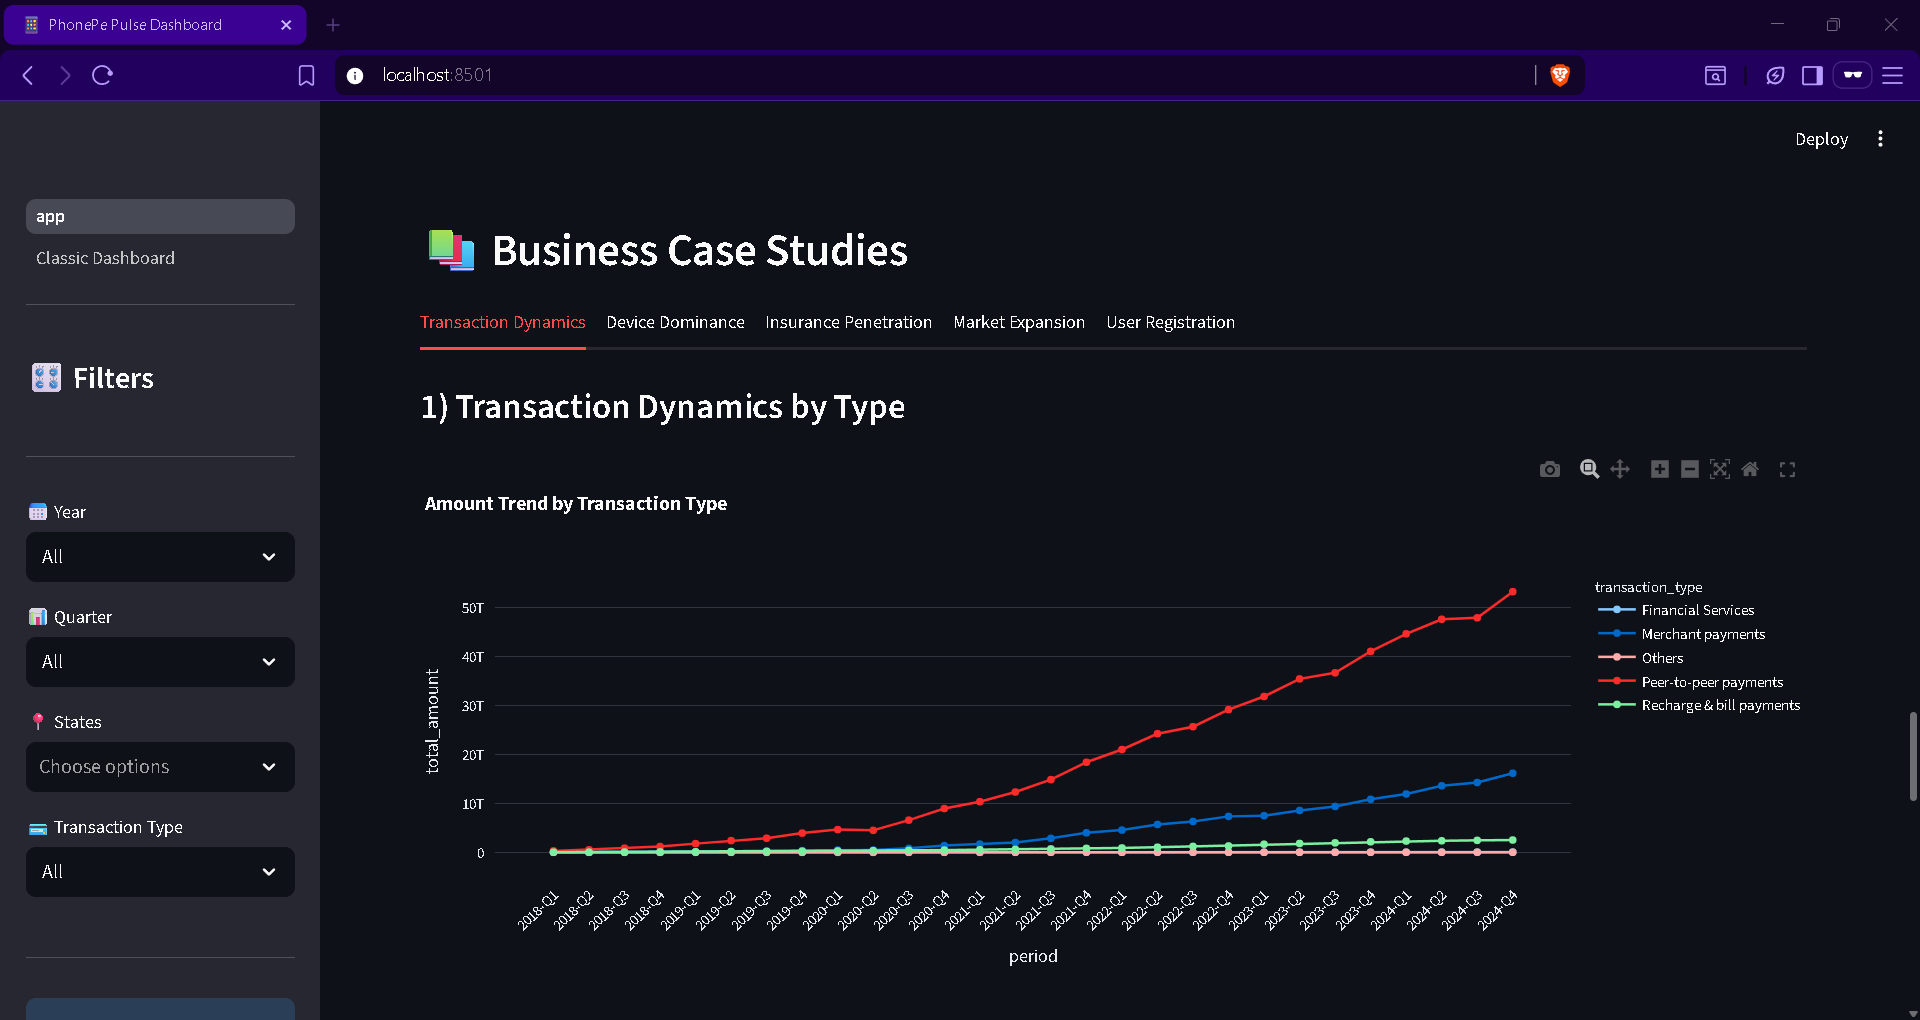 PhonePe Pulse Dashboard
localhost:8501
Deploy
app
Classic Dashboard
Filters
Year
All
Quarter
All
States
Choose options
Transaction Type
All
Business Case Studies
Transaction Dynamics Device Dominance Insurance Penetration Market Expansion User Registration
1) Transaction Dynamics by Type
Amount Trend by Transaction Type
50T
40T
30T
20T
10T
0
total_amount
2018-Q1 2018-Q2 2018-Q3 2018-Q4 2019-Q1 2019-Q2 2019-Q3 2019-Q4 2020-Q1 2020-Q2 2020-Q3 2020-Q4 2021-Q1 2021-Q2 2021-Q3 2021-Q4 2022-Q1 2022-Q2 2022-Q3 2022-Q4 2023-Q1 2023-Q2 2023-Q3 2023-Q4 2024-Q1 2024-Q2 2024-Q3 2024-Q4
period
transaction_type
Financial Services
Merchant payments
Others
Peer-to-peer payments
Recharge & bill payments